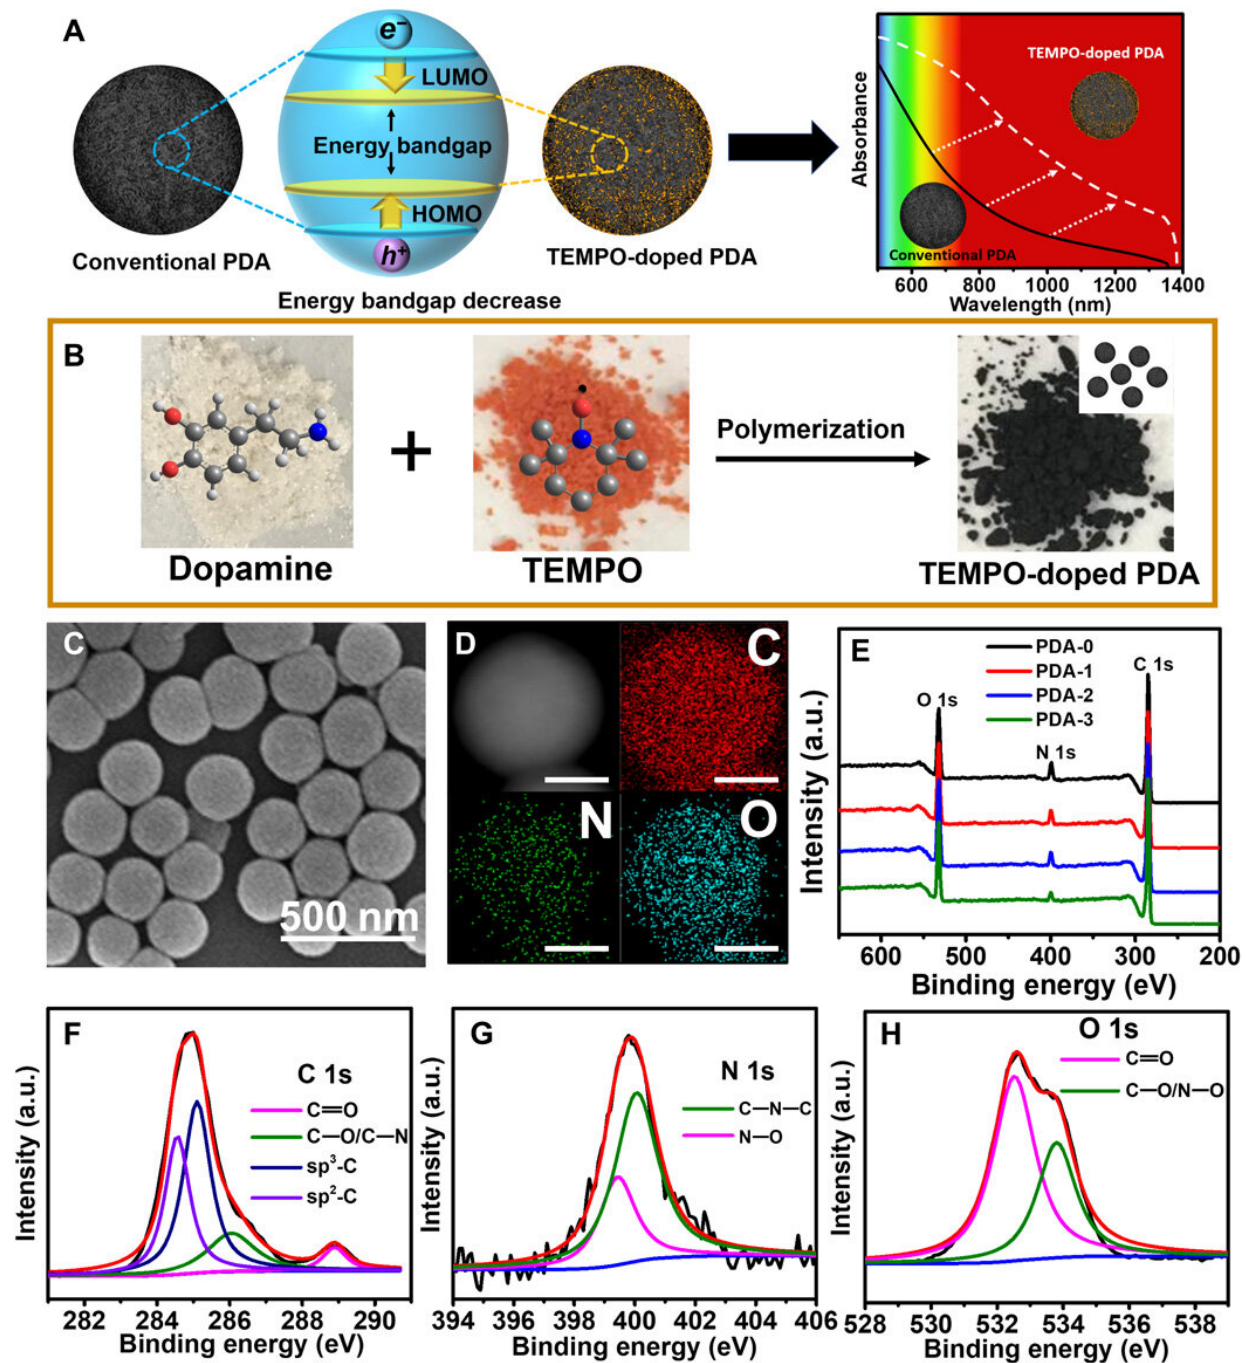 A
e⁻
LUMO
Energy bandgap
HOMO
h⁺
Conventional PDA
TEMPO-doped PDA
Energy bandgap decrease
Absorbance
TEMPO-doped PDA
Conventional PDA
600 800 1000 1200 1400
Wavelength (nm)
B
+
Polymerization
Dopamine
TEMPO
TEMPO-doped PDA
C
500 nm
D
C
N
O
E
PDA-0
PDA-1
PDA-2
PDA-3
O 1s
N 1s
C 1s
Intensity (a.u.)
600 500 400 300 200
Binding energy (eV)
F
C 1s
C=O
C—O/C—N
sp³-C
sp²-C
Intensity (a.u.)
282 284 286 288 290
Binding energy (eV)
G
N 1s
C—N—C
N—O
Intensity (a.u.)
394 396 398 400 402 404 406
Binding energy (eV)
H
O 1s
C=O
C—O/N—O
Intensity (a.u.)
528 530 532 534 536 538
Binding energy (eV)